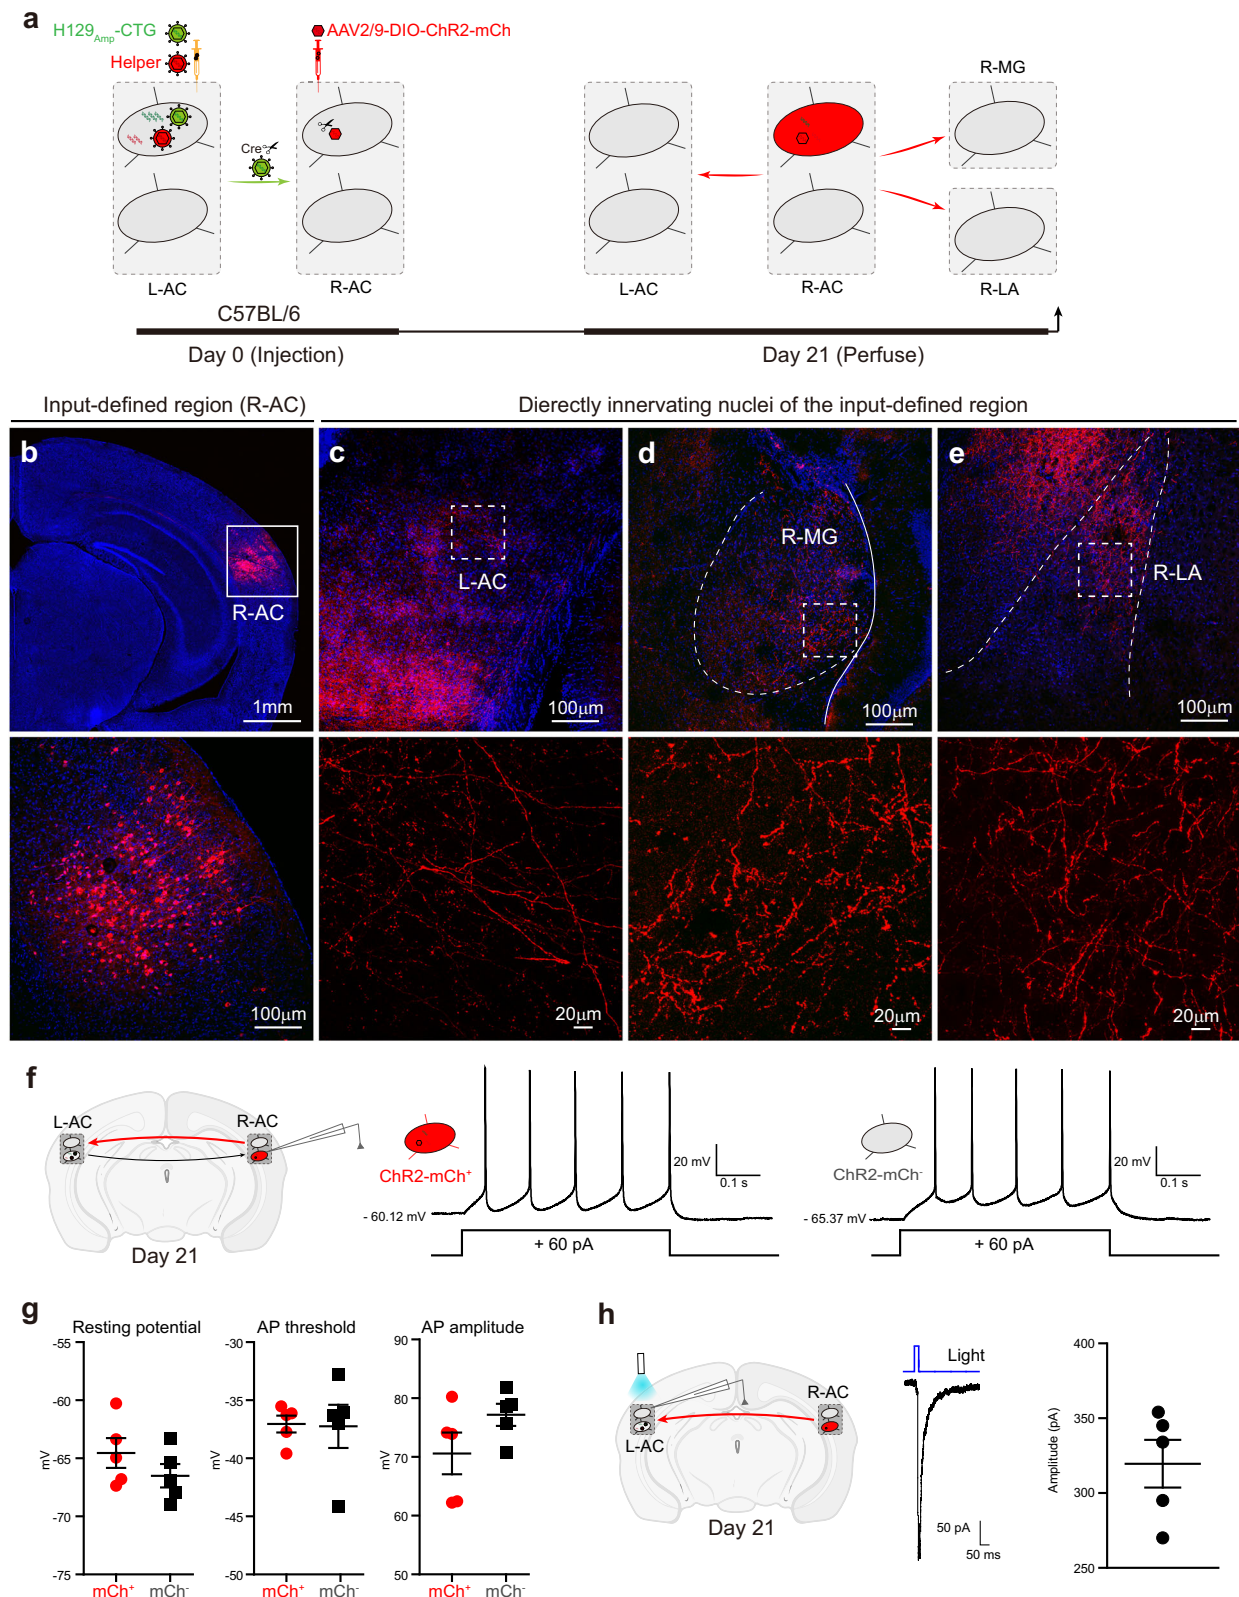 a
H129Amp-CTG
Helper
AAV2/9-DIO-ChR2-mCh
Cre
L-AC
R-AC
L-AC
R-AC
R-MG
R-LA
C57BL/6
Day 0 (Injection)
Day 21 (Perfuse)
Input-defined region (R-AC)
Dierectly innervating nuclei of the input-defined region
b
R-AC
1mm
c
L-AC
100μm
d
R-MG
100μm
e
R-LA
100μm
100μm
20μm
20μm
20μm
f
L-AC
R-AC
Day 21
ChR2-mCh+
- 60.12 mV
+ 60 pA
20 mV
0.1 s
ChR2-mCh-
- 65.37 mV
+ 60 pA
20 mV
0.1 s
g
Resting potential
mV
-55
-60
-65
-70
-75
mCh+
mCh-
AP threshold
mV
-30
-35
-40
-45
-50
mCh+
mCh-
AP amplitude
mV
90
80
70
60
50
mCh+
mCh-
h
L-AC
R-AC
Day 21
Light
50 pA
50 ms
Amplitude (pA)
400
350
300
250